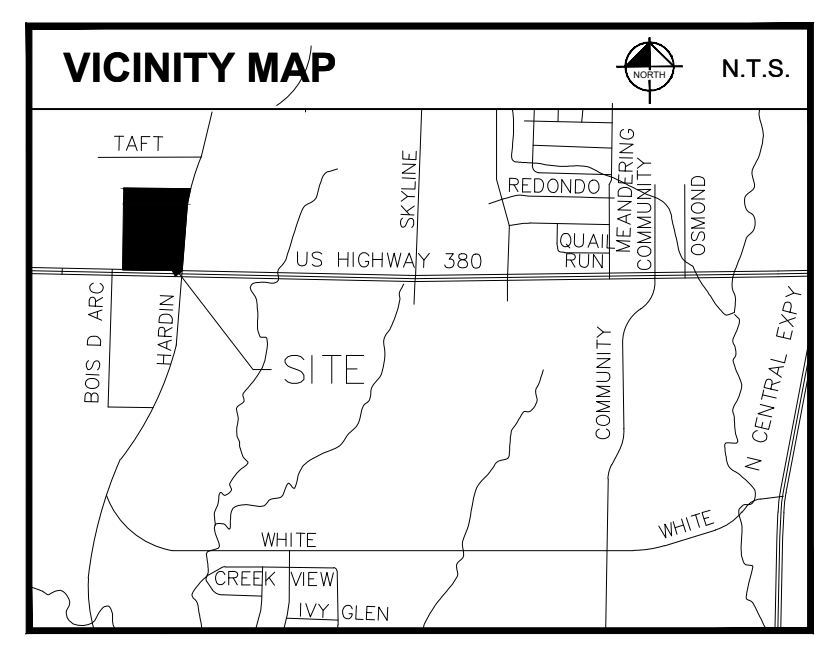 VICINITY MAP
NORTH
N.T.S.
TAFT
SKYLINE
REDONDO
MEANDERING
COMMUNITY
OSMOND
QUAIL
RUN
US HIGHWAY 380
BOIS D ARC
HARDIN
SITE
COMMUNITY
N CENTRAL EXPY
WHITE
WHITE
CREEK VIEW
IVY GLEN